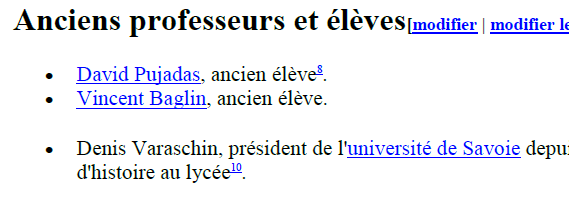 Anciens professeurs et élèves[modifier | modifier le
David Pujadas, ancien élève8.
Vincent Baglin, ancien élève.
Denis Varaschin, président de l'université de Savoie depu
d'histoire au lycée10.